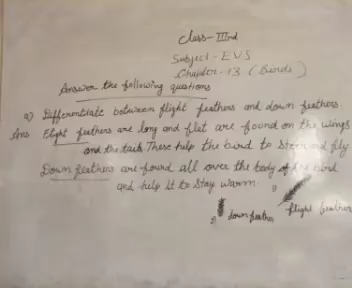 Class-IIInd
Subject-EVS
Chapter-13 (Birds)
Answer the following questions
a) Differentiate between flight feathers and down feathers.
Ans Flight feathers are long and flat are found on the wings
and the tail. These help the bird to steer and fly
Down feathers are found all over the body of the bird
and help it to stay warm.
down feather
flight feather